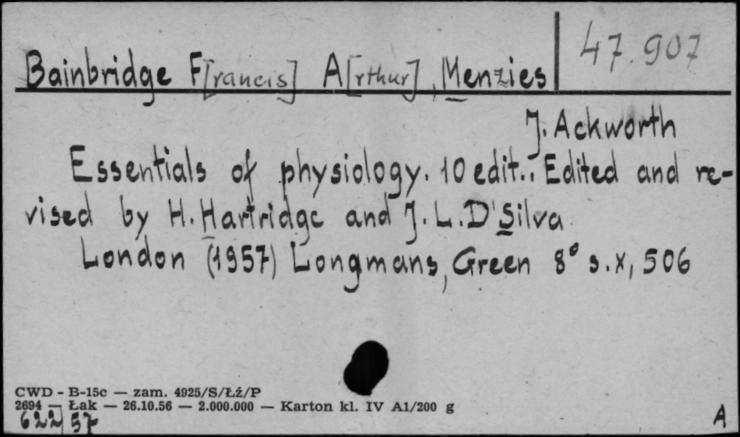 Bainbridge F[rancis] A[rthur], Menzies
47.907
J. Ackworth
Essentials of physiology. 10 edit.. Edited and re-
vised by H. Hartridge and J. L. D'Silva
London (1957) Longmans, Green 8° s. x, 506
CWD - B-15c — zam. 4925/S/Łź/P
2694 — Łak — 26.10.56 — 2.000.000 — Karton kl. IV A1/200 g
622/57
A